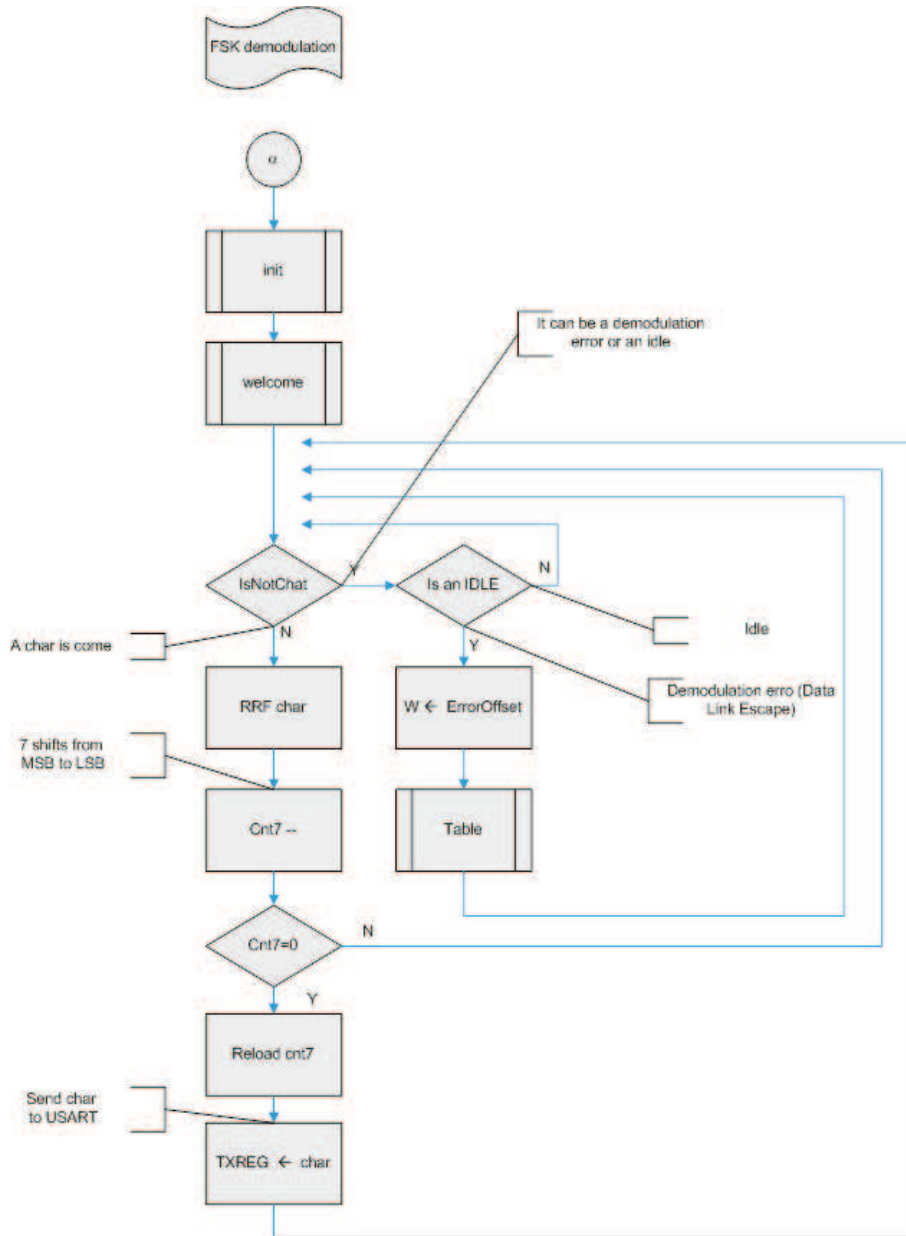 FSK demodulation
α
init
It can be a demodulation
error or an idle
welcome
IsNotChat
Y
Is an IDLE
N
A char is come
N
Y
Idle
RRF char
W ← ErrorOffset
Demodulation erro (Data
Link Escape)
7 shifts from
MSB to LSB
Cnt7 --
Table
Cnt7=0
N
Y
Reload cnt7
Send char
to USART
TXREG ← char